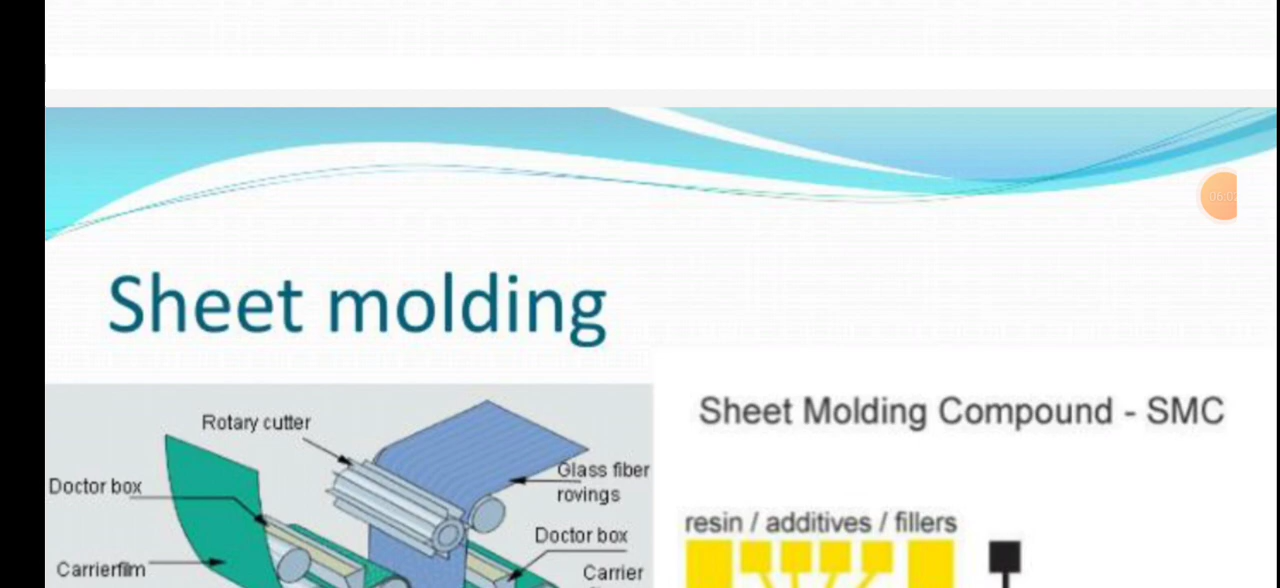 Sheet molding
Rotary cutter
Glass fiber
rovings
Doctor box
Doctor box
Carrierfilm
Carrier
Sheet Molding Compound - SMC
resin / additives / fillers